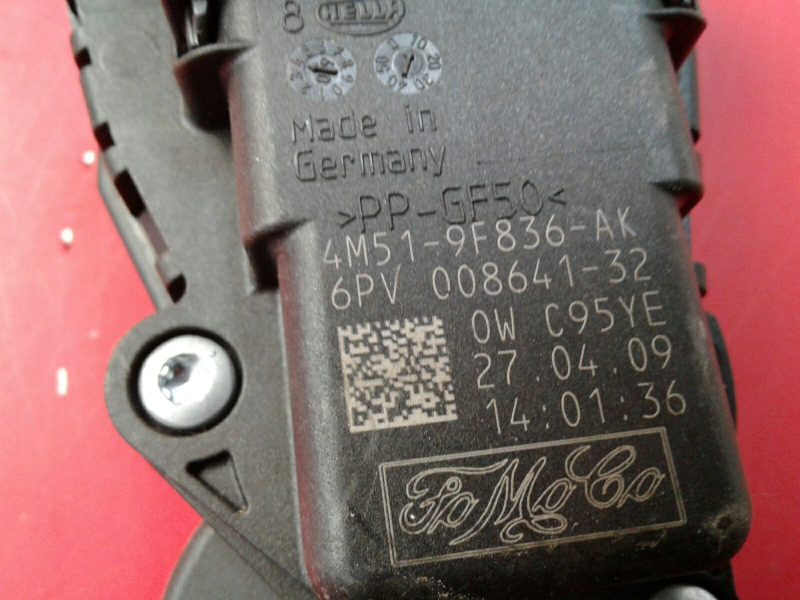 8 HELLA
Made in
Germany
>PP-GF50<
4M51-9F836-AK
6PV 008641-32
0W C95YE
27.04.09
14:01:36
FoMoCo